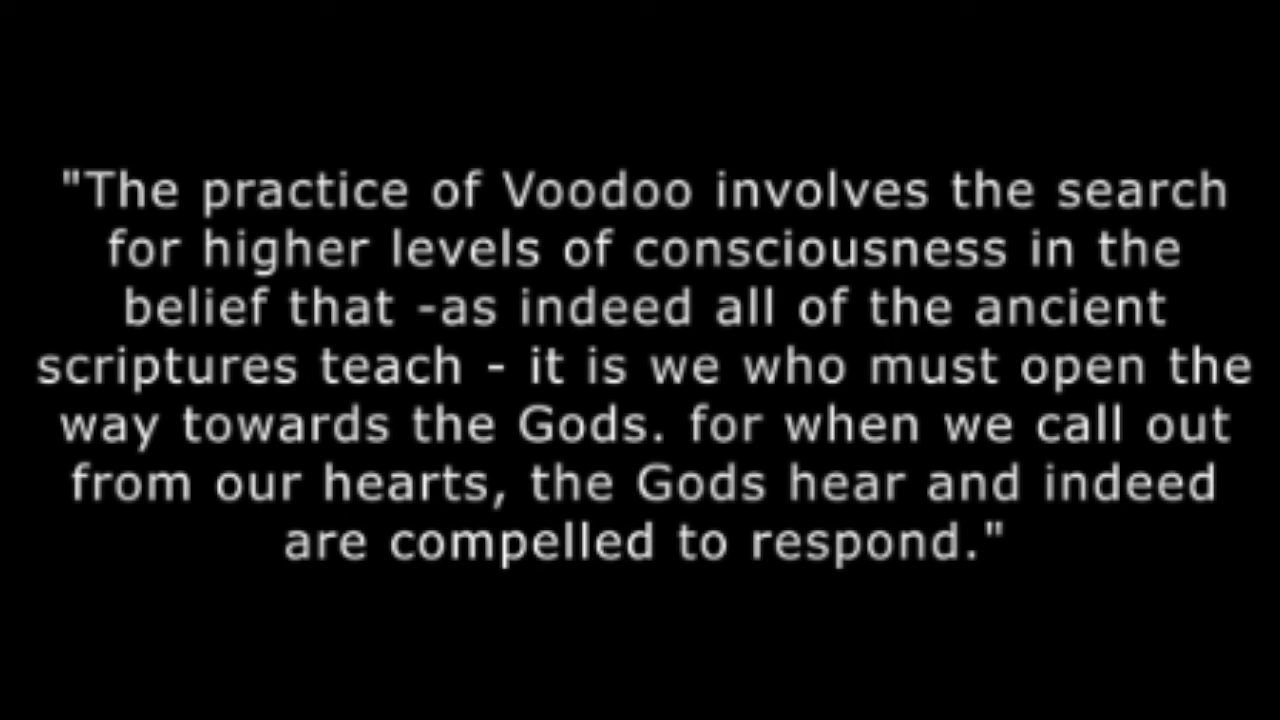 "The practice of Voodoo involves the search
for higher levels of consciousness in the
belief that -as indeed all of the ancient
scriptures teach - it is we who must open the
way towards the Gods. for when we call out
from our hearts, the Gods hear and indeed
are compelled to respond."